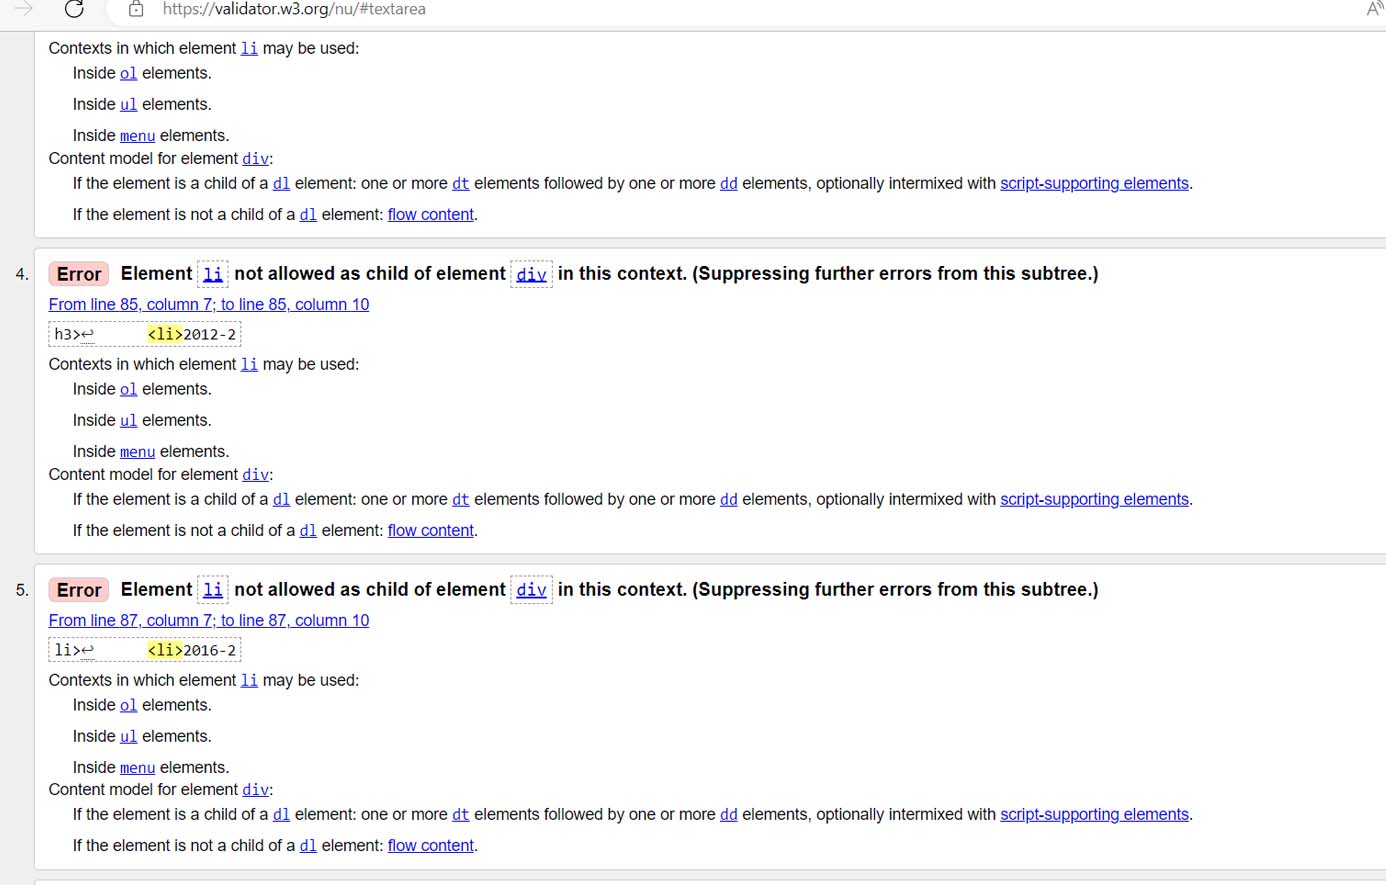 https://validator.w3.org/nu/#textarea
Contexts in which element li may be used:
Inside ol elements.
Inside ul elements.
Inside menu elements.
Content model for element div:
If the element is a child of a dl element: one or more dt elements followed by one or more dd elements, optionally intermixed with script-supporting elements.
If the element is not a child of a dl element: flow content.
4. Error Element li not allowed as child of element div in this context. (Suppressing further errors from this subtree.)
From line 85, column 7; to line 85, column 10
h3>↩ <li>2012-2
Contexts in which element li may be used:
Inside ol elements.
Inside ul elements.
Inside menu elements.
Content model for element div:
If the element is a child of a dl element: one or more dt elements followed by one or more dd elements, optionally intermixed with script-supporting elements.
If the element is not a child of a dl element: flow content.
5. Error Element li not allowed as child of element div in this context. (Suppressing further errors from this subtree.)
From line 87, column 7; to line 87, column 10
li>↩ <li>2016-2
Contexts in which element li may be used:
Inside ol elements.
Inside ul elements.
Inside menu elements.
Content model for element div:
If the element is a child of a dl element: one or more dt elements followed by one or more dd elements, optionally intermixed with script-supporting elements.
If the element is not a child of a dl element: flow content.